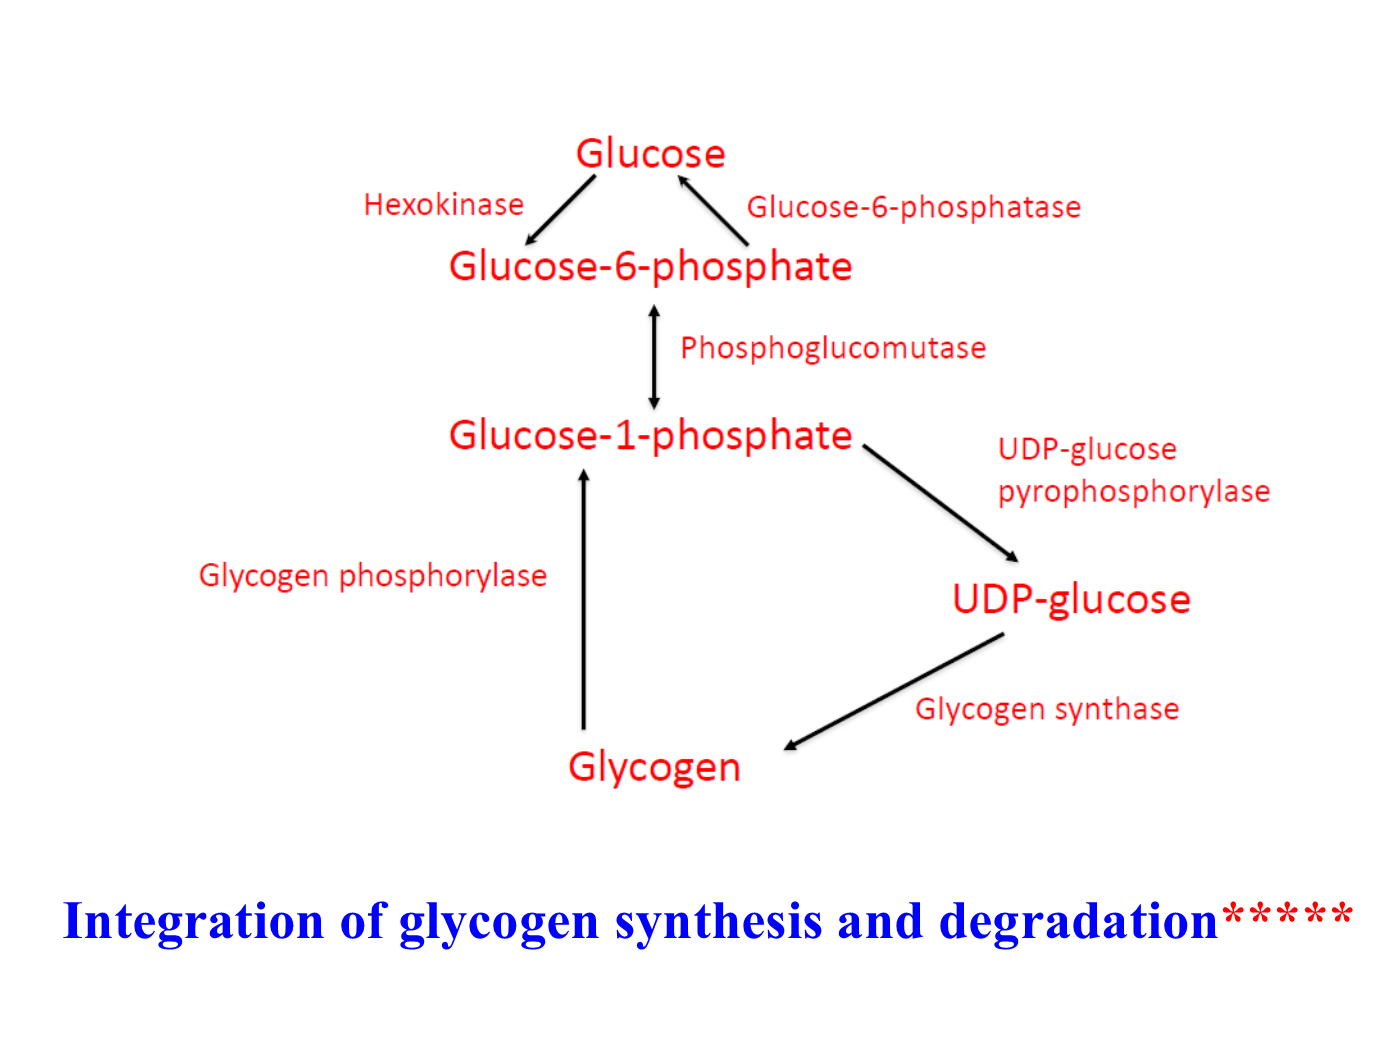 Glucose
Hexokinase
Glucose-6-phosphatase
Glucose-6-phosphate
Phosphoglucomutase
Glucose-1-phosphate
UDP-glucose
pyrophosphorylase
Glycogen phosphorylase
UDP-glucose
Glycogen synthase
Glycogen
Integration of glycogen synthesis and degradation*****